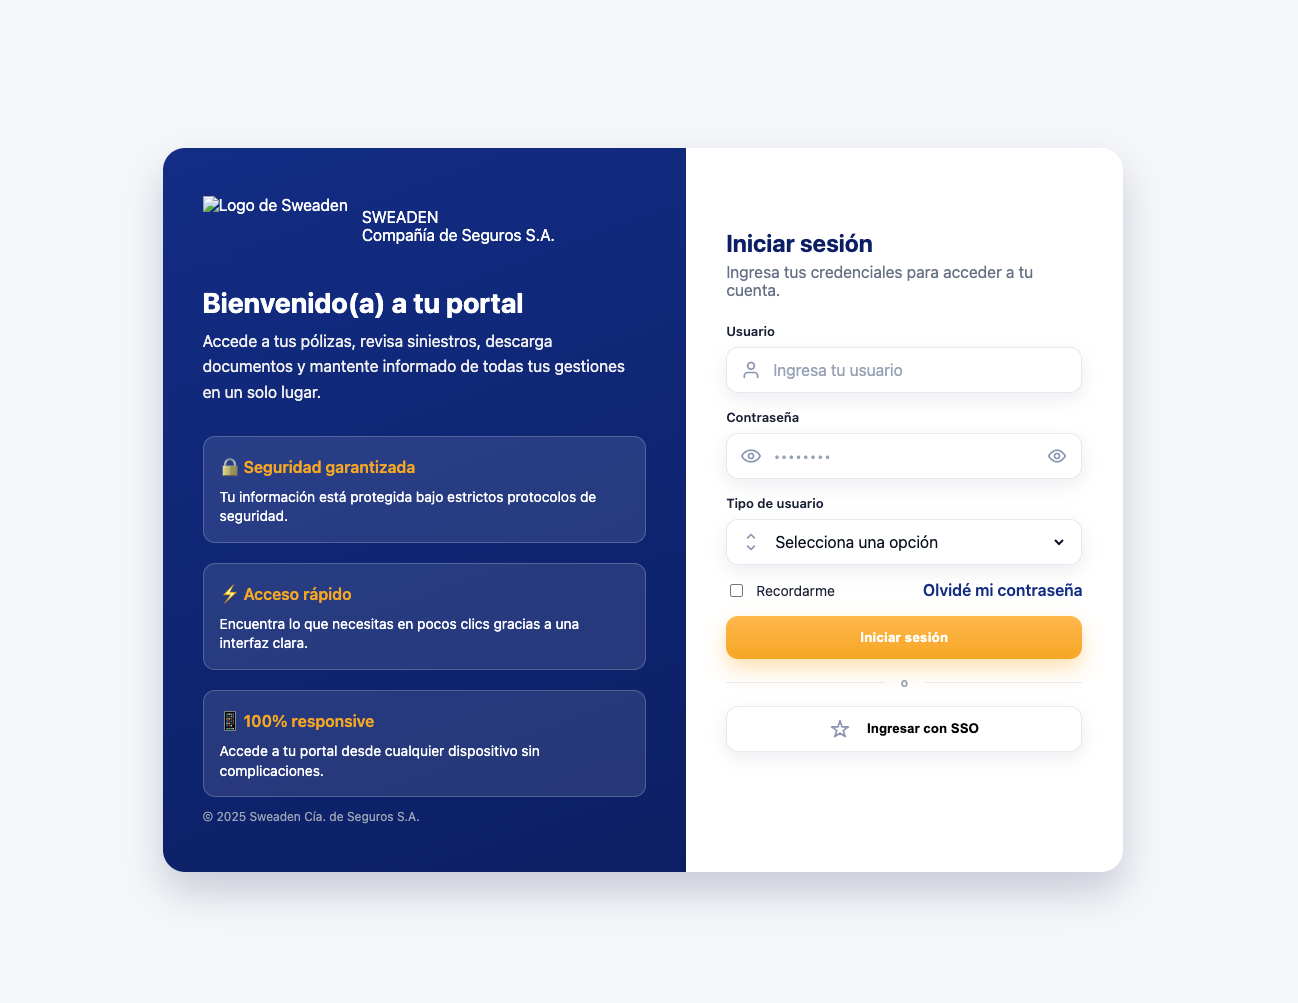 Logo de Sweaden
SWEADEN
Compañía de Seguros S.A.
Bienvenido(a) a tu portal
Accede a tus pólizas, revisa siniestros, descarga
documentos y mantente informado de todas tus gestiones
en un solo lugar.
🔒 Seguridad garantizada
Tu información está protegida bajo estrictos protocolos de
seguridad.
⚡ Acceso rápido
Encuentra lo que necesitas en pocos clics gracias a una
interfaz clara.
📱 100% responsive
Accede a tu portal desde cualquier dispositivo sin
complicaciones.
© 2025 Sweaden Cía. de Seguros S.A.
Iniciar sesión
Ingresa tus credenciales para acceder a tu
cuenta.
Usuario
Ingresa tu usuario
Contraseña
••••••••
Tipo de usuario
Selecciona una opción
Recordarme
Olvidé mi contraseña
Iniciar sesión
o
Ingresar con SSO